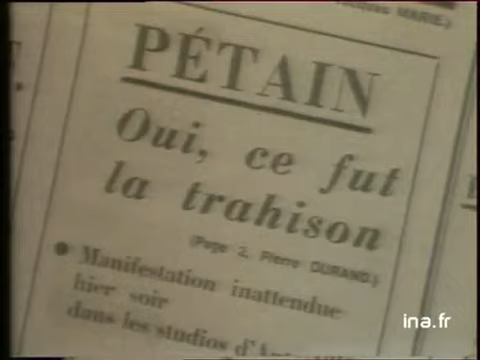 MARIE.)
PÉTAIN
Oui, ce fut
la trahison
(Page 2, Pierre DURAND.)
● Manifestation inattendue
hier soir
dans les studios
ina.fr